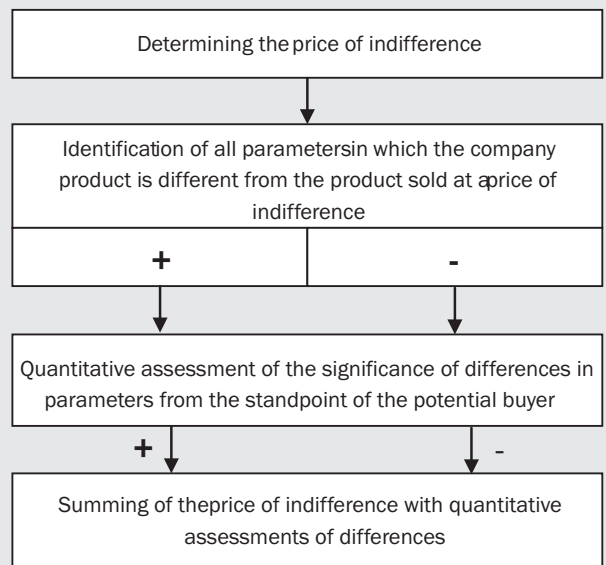 Determining the price of indifference
Identification of all parametersin which the company
product is different from the product sold at aprice of
indifference
+ -
Quantitative assessment of the significance of differences in
parameters from the standpoint of the potential buyer
+ -
Summing of theprice of indifference with quantitative
assessments of differences